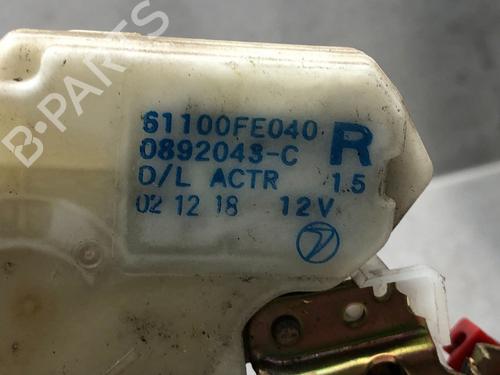 B-PARTS
61100FE040
0892043-C R
D/L ACTR 1.5
02 12 18 12V